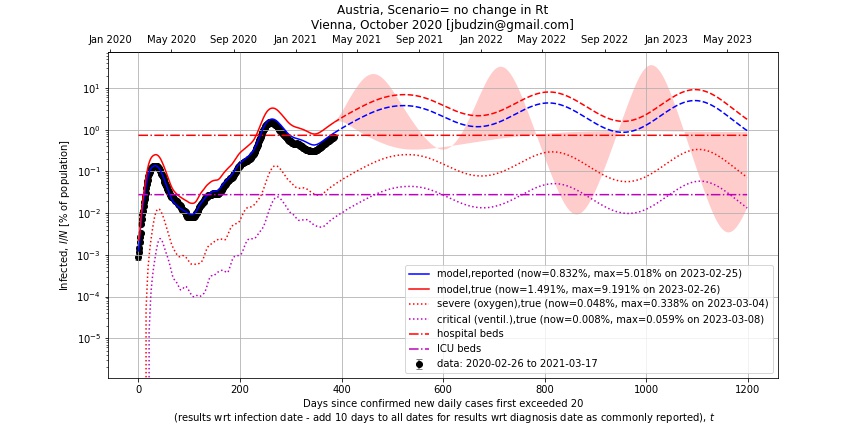 Austria, Scenario= no change in Rt
Vienna, October 2020 [jbudzin@gmail.com]
Jan 2020 May 2020 Sep 2020 Jan 2021 May 2021 Sep 2021 Jan 2022 May 2022 Sep 2022 Jan 2023 May 2023
Infected, I/N [% of population]
10¹
10⁰
10⁻¹
10⁻²
10⁻³
10⁻⁴
10⁻⁵
model,reported (now=0.832%, max=5.018% on 2023-02-25)
model,true (now=1.491%, max=9.191% on 2023-02-26)
severe (oxygen),true (now=0.048%, max=0.338% on 2023-03-04)
critical (ventil.),true (now=0.008%, max=0.059% on 2023-03-08)
hospital beds
ICU beds
data: 2020-02-26 to 2021-03-17
0 200 400 600 800 1000 1200
Days since confirmed new daily cases first exceeded 20
(results wrt infection date - add 10 days to all dates for results wrt diagnosis date as commonly reported), t